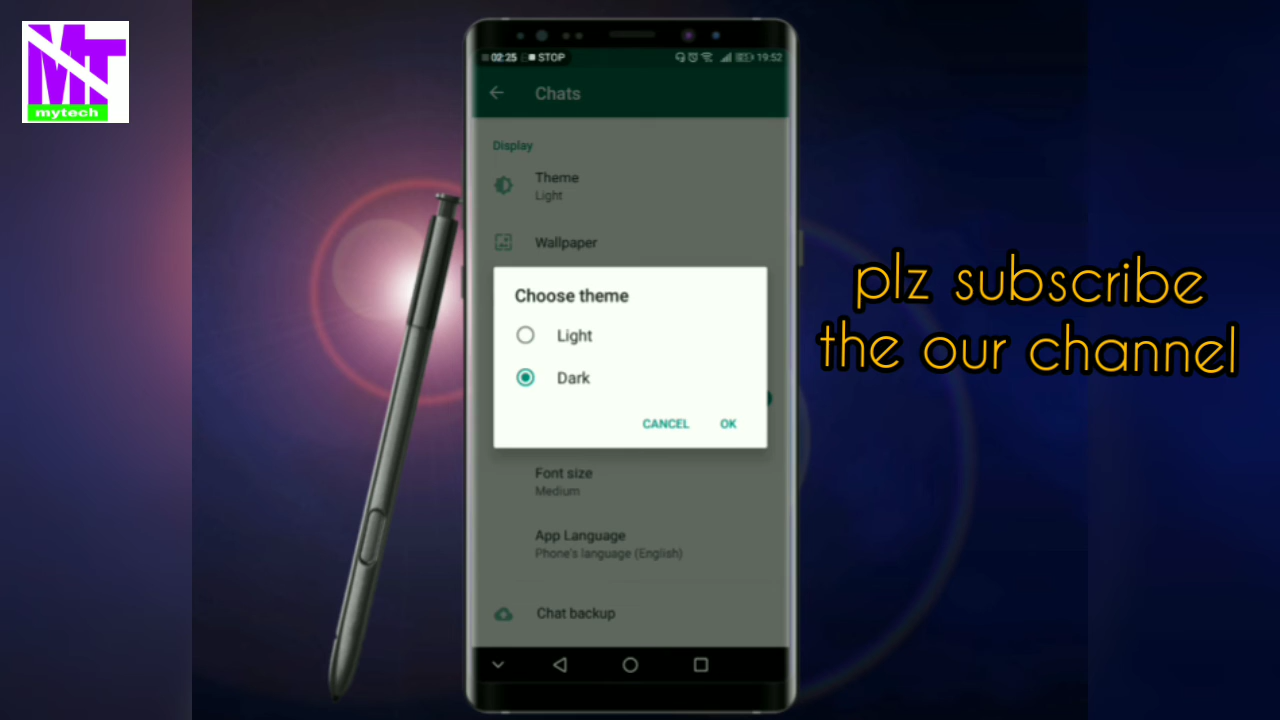 MT
mytech
02:25 STOP
19:52
Chats
Display
Theme
Light
Wallpaper
Choose theme
Light
Dark
CANCEL OK
Font size
Medium
App Language
Phone's language (English)
Chat backup
plz subscribe
the our channel